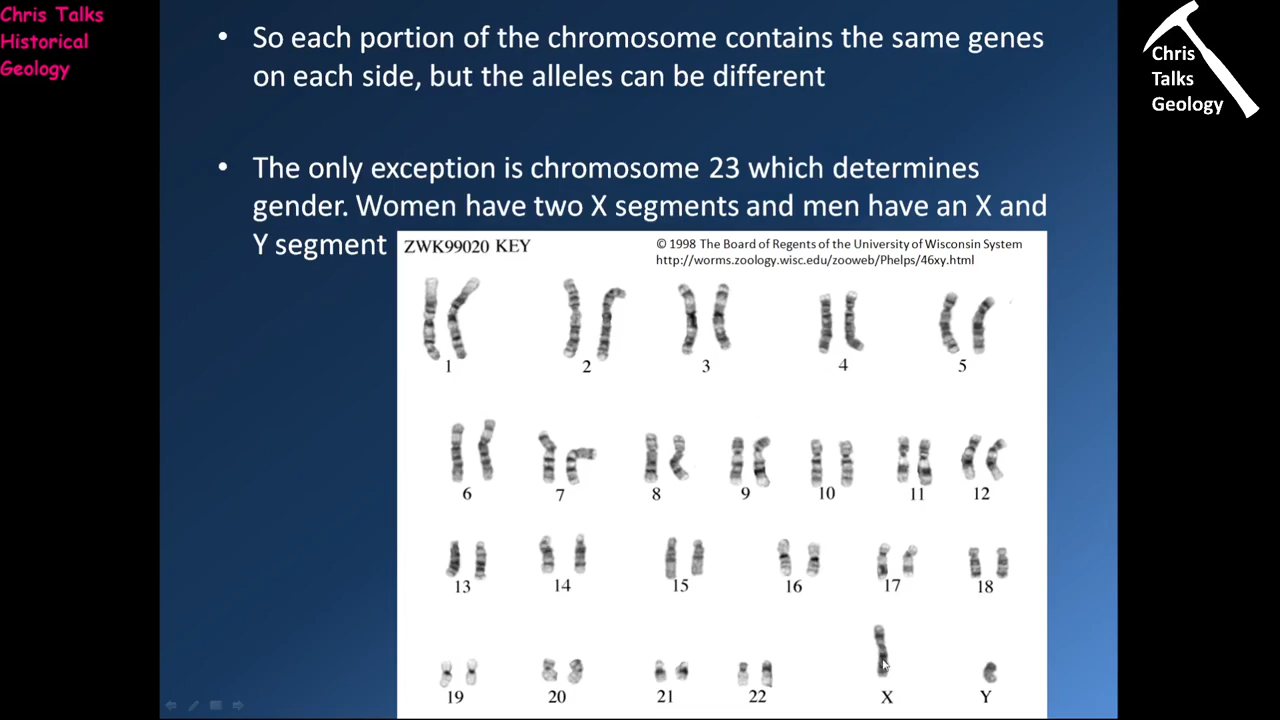 Chris Talks
Historical
Geology
Chris
Talks
Geology
• So each portion of the chromosome contains the same genes
on each side, but the alleles can be different
• The only exception is chromosome 23 which determines
gender. Women have two X segments and men have an X and
Y segment
ZWK99020 KEY
© 1998 The Board of Regents of the University of Wisconsin System
http://worms.zoology.wisc.edu/zooweb/Phelps/46xy.html
1 2 3 4 5
6 7 8 9 10 11 12
13 14 15 16 17 18
19 20 21 22 X Y